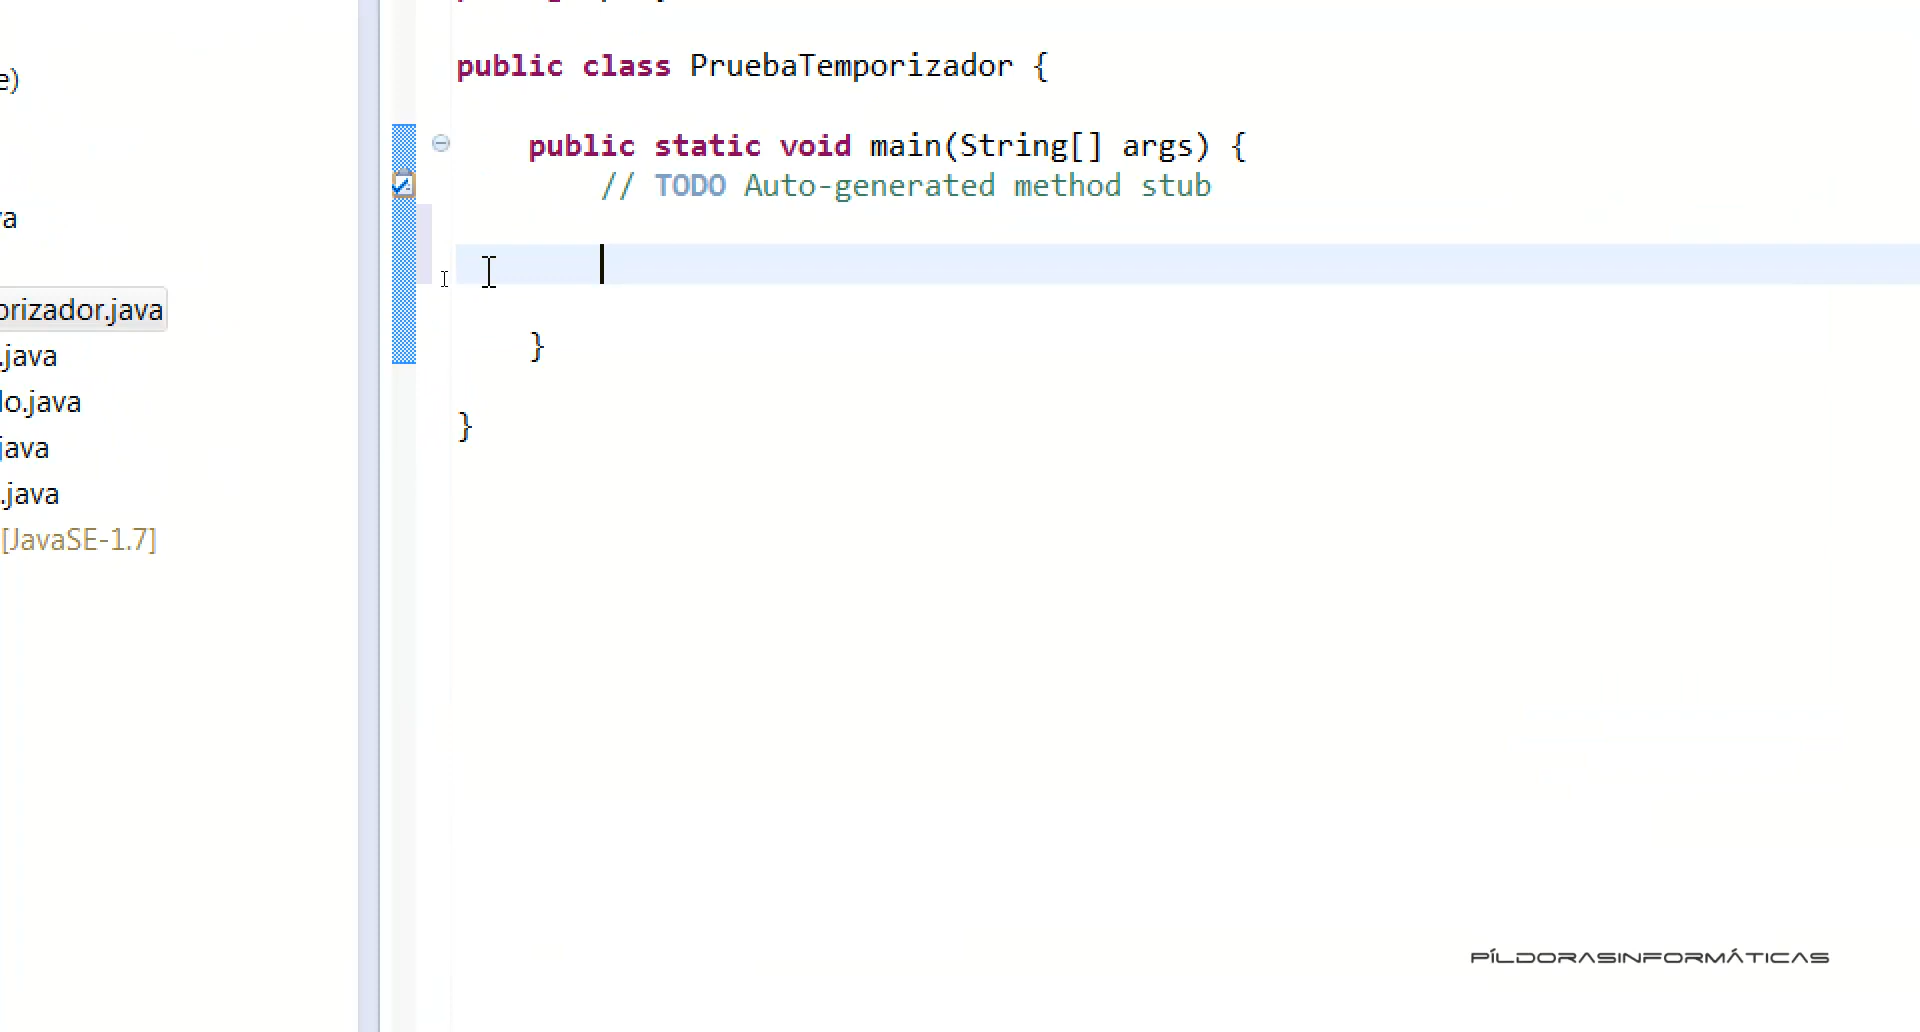 e)
va
orizador.java
.java
lo.java
java
.java
[JavaSE-1.7]
public class PruebaTemporizador {
public static void main(String[] args) {
// TODO Auto-generated method stub
}
}
PÍLDORASINFORMÁTICAS